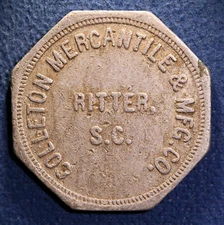 COLLETON MERCANTILE & MFG. CO.
RITTER,
S.C.